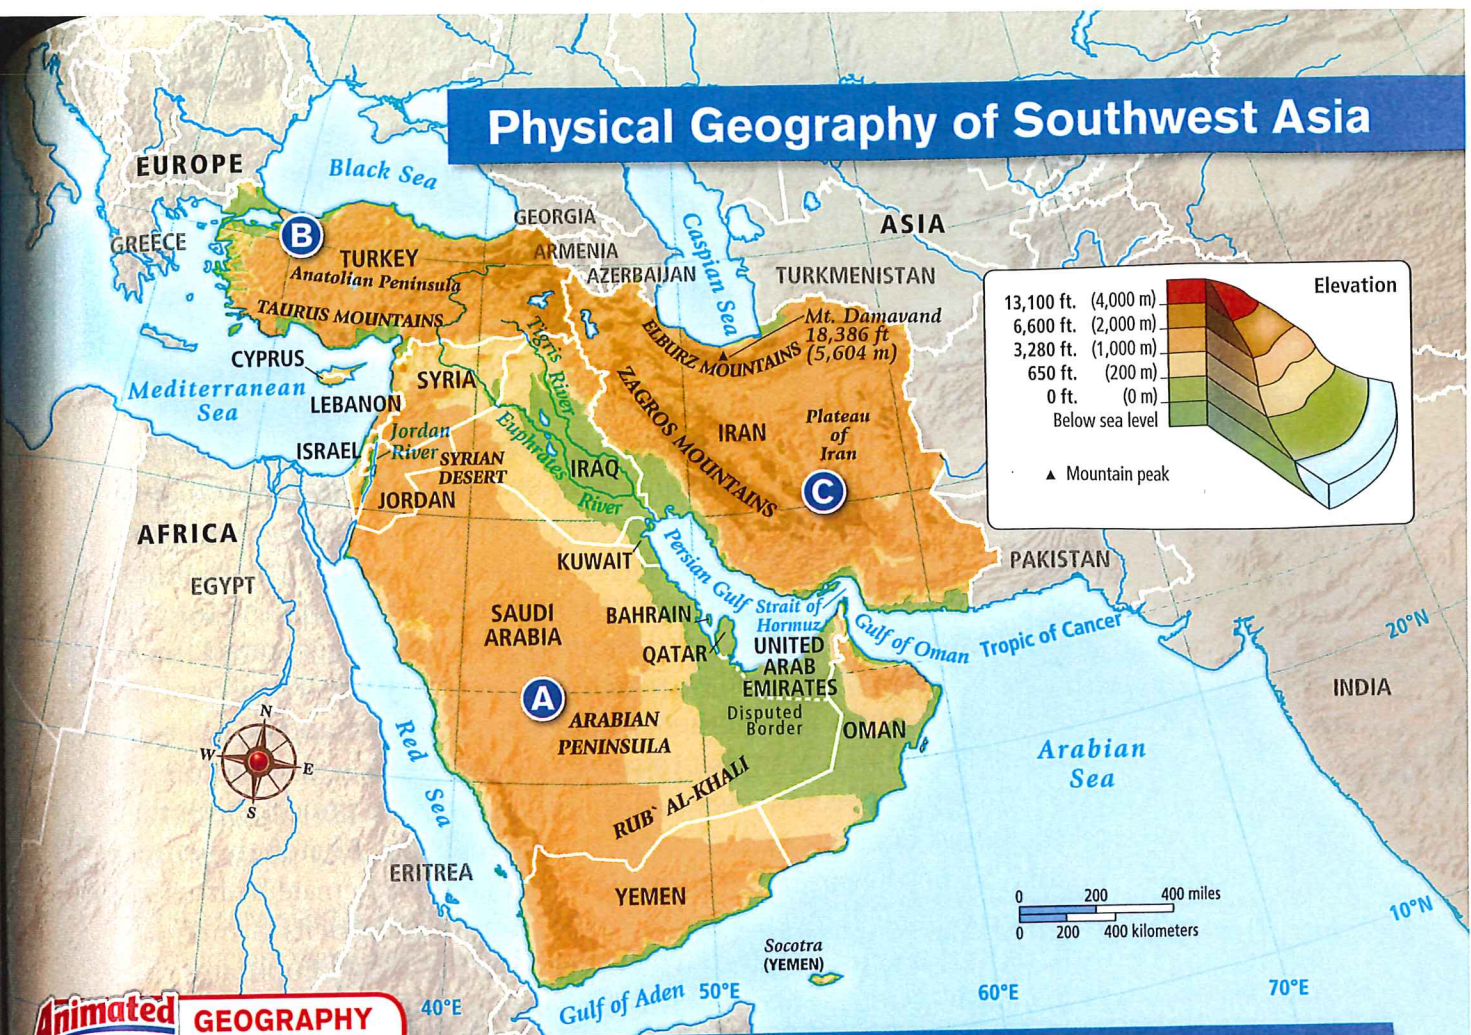 Physical Geography of Southwest Asia
EUROPE
Black Sea
GEORGIA
ASIA
GREECE
B
TURKEY
Anatolian Peninsula
ARMENIA
AZERBAIJAN
Caspian Sea
TURKMENISTAN
TAURUS MOUNTAINS
Mt. Damavand
18,386 ft
(5,604 m)
ELBURZ MOUNTAINS
Elevation
13,100 ft. (4,000 m)
6,600 ft. (2,000 m)
3,280 ft. (1,000 m)
650 ft. (200 m)
0 ft. (0 m)
Below sea level
▲ Mountain peak
CYPRUS
Mediterranean
Sea
SYRIA
Tigris River
LEBANON
ZAGROS MOUNTAINS
IRAN
Plateau
of
Iran
C
ISRAEL
Jordan
River
SYRIAN
DESERT
Euphrates River
IRAQ
JORDAN
AFRICA
EGYPT
KUWAIT
Persian Gulf
PAKISTAN
SAUDI
ARABIA
BAHRAIN
Strait of
Hormuz
QATAR
UNITED
ARAB
EMIRATES
Gulf of Oman
Tropic of Cancer
20°N
INDIA
A
ARABIAN
PENINSULA
Disputed
Border
OMAN
Arabian
Sea
N
W
E
S
Red Sea
RUB' AL-KHALI
ERITREA
YEMEN
0 200 400 miles
0 200 400 kilometers
10°N
Socotra
(YEMEN)
40°E
Gulf of Aden
50°E
60°E
70°E
Animated
GEOGRAPHY